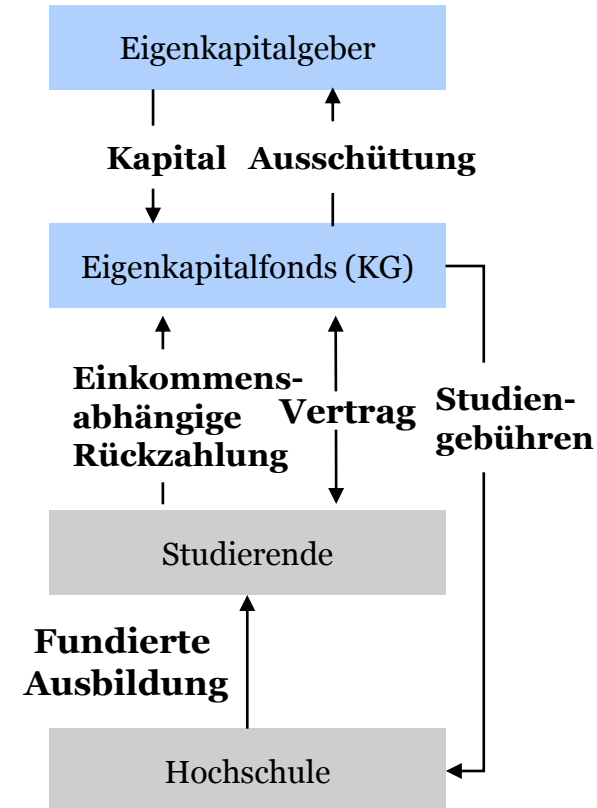 Eigenkapitalgeber
Kapital Ausschüttung
Eigenkapitalfonds (KG)
Einkommens-
abhängige
Rückzahlung
Vertrag
Studien-
gebühren
Studierende
Fundierte
Ausbildung
Hochschule